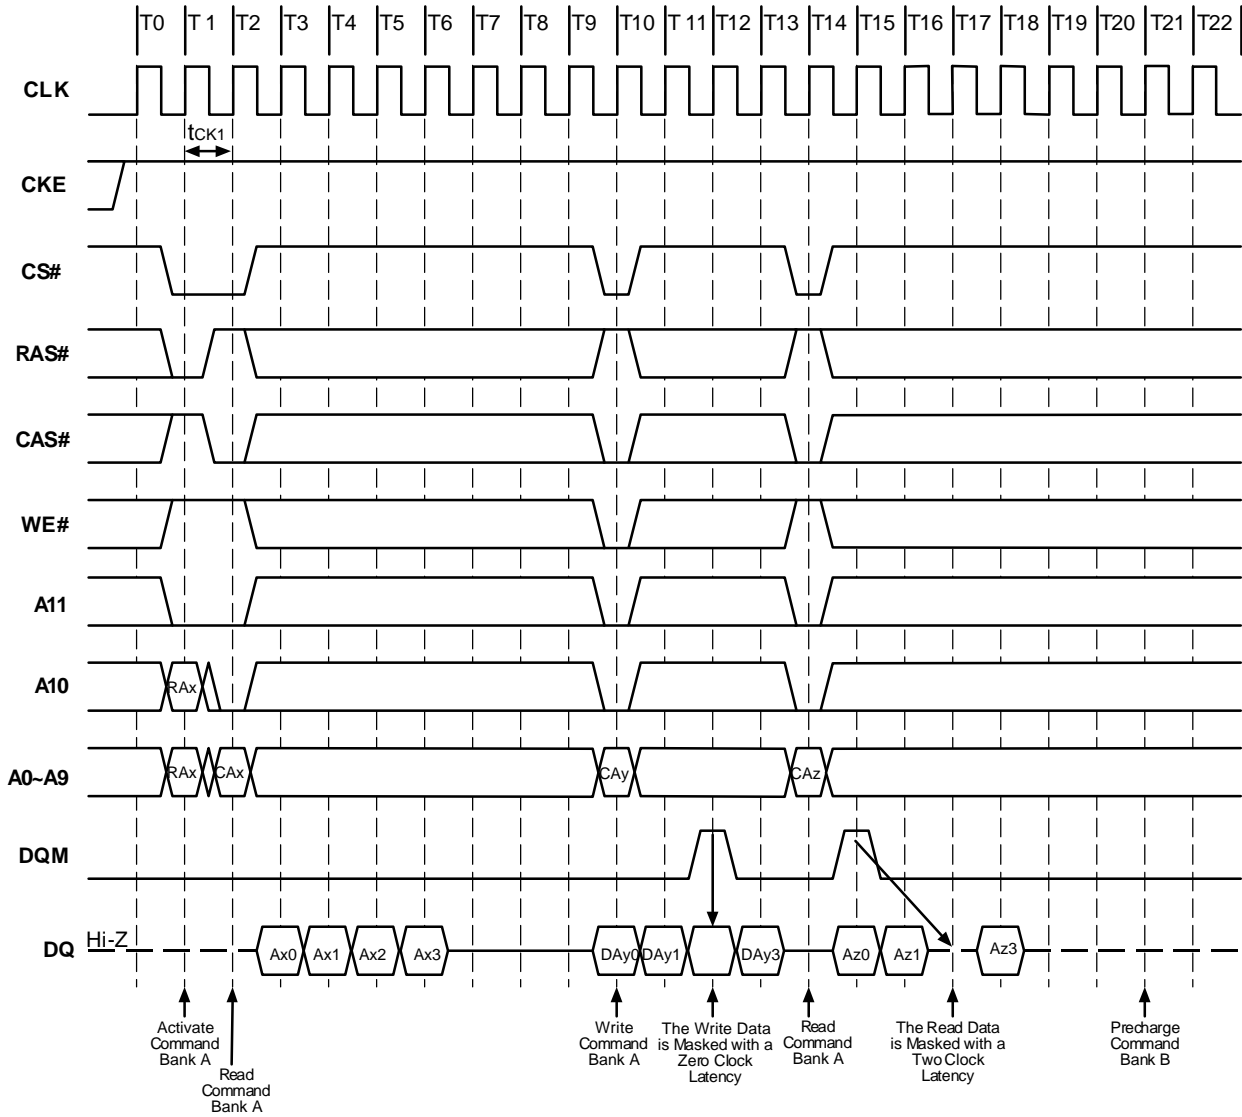 T0 T 1 T2 T3 T4 T5 T6 T7 T8 T9 T10 T 11 T12 T13 T14 T15 T16 T17 T18 T19 T20 T21 T22
CLK
tCK1
CKE
CS#
RAS#
CAS#
WE#
A11
A10
RAx
A0~A9
RAx CAx CAy CAz
DQM
DQ
Hi-Z
Ax0 Ax1 Ax2 Ax3 DAy0 DAy1 DAy3 Az0 Az1 Az3
Activate
Command
Bank A
Read
Command
Bank A
Write
Command
Bank A
The Write Data
is Masked with a
Zero Clock
Latency
Read
Command
Bank A
The Read Data
is Masked with a
Two Clock
Latency
Precharge
Command
Bank B